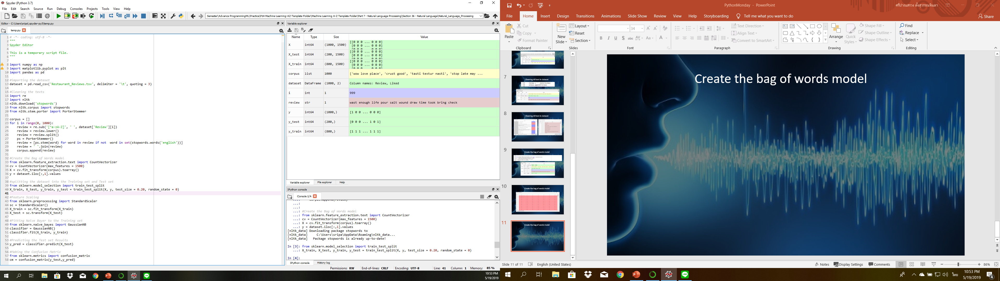 Spyder (Python 3.7)
File Edit Search Source Run Debug Consoles Projects Tools View Help
Semester\Advance ProgrammingML\Practice\P14-Machine-Learning-AZ-Template-Folder\Machine Learning A-Z Template Folder\Part 7 - Natural Language Processing\Section 36 - Natural Language\Natural_Language_Processing
Editor - C:\Users\sripa\.spyder-py3\temp.py
temp.py
1 # -*- coding: utf-8 -*-
2 """
3 Spyder Editor
4
5 This is a temporary script file.
6 """
7
8 import numpy as np
9 import matplotlib.pyplot as plt
10 import pandas as pd
11
12 #importing the dataset
13 dataset = pd.read_csv('Restaurant_Reviews.tsv', delimiter = '\t', quoting = 3)
14
15 #Cleaning the texts
16 import re
17 import nltk
18 nltk.download('stopwords')
19 from nltk.corpus import stopwords
20 from nltk.stem.porter import PorterStemmer
21
22 corpus = []
23 for i in range(0, 1000):
24 review = re.sub('[^a-zA-Z]', ' ', dataset['Review'][i])
25 review = review.lower()
26 review = review.split()
27 ps = PorterStemmer()
28 review = [ps.stem(word) for word in review if not word in set(stopwords.words('english'))]
29 review = ' '.join(review)
30 corpus.append(review)
31
32 #Create the Bag of Words model
33 from sklearn.feature_extraction.text import CountVectorizer
34 cv = CountVectorizer(max_features = 1500)
35 X = cv.fit_transform(corpus).toarray()
36 y = dataset.iloc[:,1].values
37
38 #splitting the dataset into the Training set and Test set
39 from sklearn.model_selection import train_test_split
40 X_train, X_test, y_train, y_test = train_test_split(X, y, test_size = 0.20, random_state = 0)
41
42 #Feature Scaling
43 from sklearn.preprocessing import StandardScaler
44 sc = StandardScaler()
45 X_train = sc.fit_transform(X_train)
46 X_test = sc.transform(X_test)
47
48 #Fitting Naive Bayer to the Training set
49 from sklearn.naive_bayes import GaussianNB
50 classifier = GaussianNB()
51 classifier.fit(X_train, y_train)
52
53 #Predicting the Test set Results
54 y_pred = classifier.predict(X_test)
55
56 #Making the Confusion Matrix
57 from sklearn.metrics import confusion_matrix
58 cm = confusion_matrix(y_test,y_pred)
Variable explorer
Name Type Size Value
X int64 (1000, 1500) [[0 0 0 ... 0 0 0]
[0 0 0 ... 0 0 0]
X_test int64 (200, 1500) [[0 0 0 ... 0 0 0]
[0 0 0 ... 0 0 0]
X_train int64 (800, 1500) [[0 0 0 ... 0 0 0]
[0 0 0 ... 0 0 0]
corpus list 1000 ['wow love place', 'crust good', 'tasti textur nasti', 'stop late may ...
dataset DataFrame (1000, 2) Column names: Review, Liked
i int 1 999
review str 1 wast enough life pour salt wound draw time took bring check
y int64 (1000,) [1 0 0 ... 0 0 0]
y_test int64 (200,) [0 0 0 ... 1 0 1]
y_train int64 (800,) [1 1 1 ... 1 1 1]
Variable explorer File explorer Help
IPython console
Console 1/A
...: corpus.append(review)
...:
...:
...: #Create the Bag of Words model
...: from sklearn.feature_extraction.text import CountVectorizer
...: cv = CountVectorizer(max_features = 1500)
...: X = cv.fit_transform(corpus).toarray()
...: y = dataset.iloc[:,1].values
[nltk_data] Downloading package stopwords to
[nltk_data] C:\Users\sripa\AppData\Roaming\nltk_data...
[nltk_data] Package stopwords is already up-to-date!
In [3]: from sklearn.model_selection import train_test_split
...: X_train, X_test, y_train, y_test = train_test_split(X, y, test_size = 0.20, random_state = 0)
In [4]:
IPython console History log
Permissions: RW End-of-lines: CRLF Encoding: UTF-8 Line: 41 Column: 1 Memory: 85 %
10:53 PM
5/19/2019
PythonMonday - PowerPoint
ศรีปาณสรวง ตั้งสุวรรณจินดา
File Home Insert Design Transitions Animations Slide Show Review View Help Storyboarding Tell me what you want to do Share
Paste Cut
Copy
Format Painter
Clipboard
New Slide Layout
Reset
Section
Slides
34
Font
Text Direction
Align Text
Convert to SmartArt
Paragraph
Arrange Quick Styles Shape Fill
Shape Outline
Shape Effects
Drawing
Find
Replace
Select
Editing
7 Cleaning All text in dataset
8 Cleaning All text in dataset
9 Create the bag of words model
10 Create the bag of words model
11 Create the bag of words model
Create the bag of words model
Slide 11 of 11 English (United States) Notes Display Settings Comments 86%
ไทย 10:53 PM
5/19/2019
4